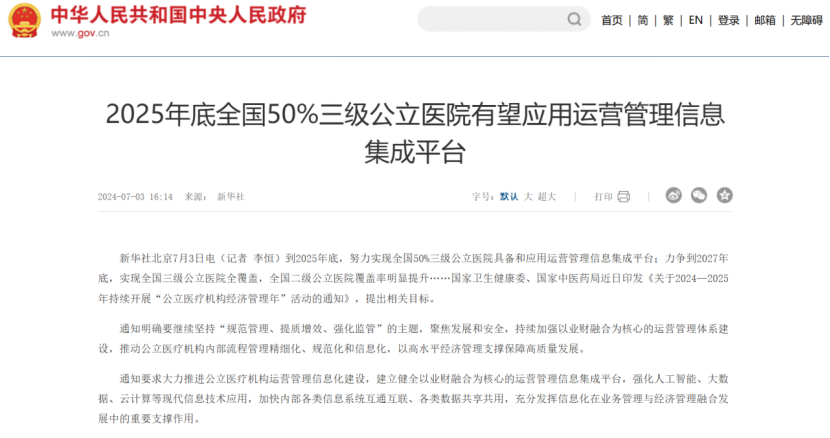 中华人民共和国中央人民政府
www.gov.cn
首页 | 简 | 繁 | EN | 登录 | 邮箱 | 无障碍
2025年底全国50%三级公立医院有望应用运营管理信息
集成平台
2024-07-03 16:14 来源： 新华社 字号：默认 大 超大 | 打印 |
新华社北京7月3日电（记者 李恒）到2025年底，努力实现全国50%三级公立医院具备和应用运营管理信息集成平台；力争到2027年
底，实现全国三级公立医院全覆盖，全国二级公立医院覆盖率明显提升……国家卫生健康委、国家中医药局近日印发《关于2024—2025
年持续开展“公立医疗机构经济管理年”活动的通知》，提出相关目标。
通知明确要继续坚持“规范管理、提质增效、强化监管”的主题，聚焦发展和安全，持续加强以业财融合为核心的运营管理体系建
设，推动公立医疗机构内部流程管理精细化、规范化和信息化，以高水平经济管理支撑保障高质量发展。
通知要求大力推进公立医疗机构运营管理信息化建设，建立健全以业财融合为核心的运营管理信息集成平台，强化人工智能、大数
据、云计算等现代信息技术应用，加快内部各类信息系统互通互联、各类数据共享共用，充分发挥信息化在业务管理与经济管理融合发
展中的重要支撑作用。